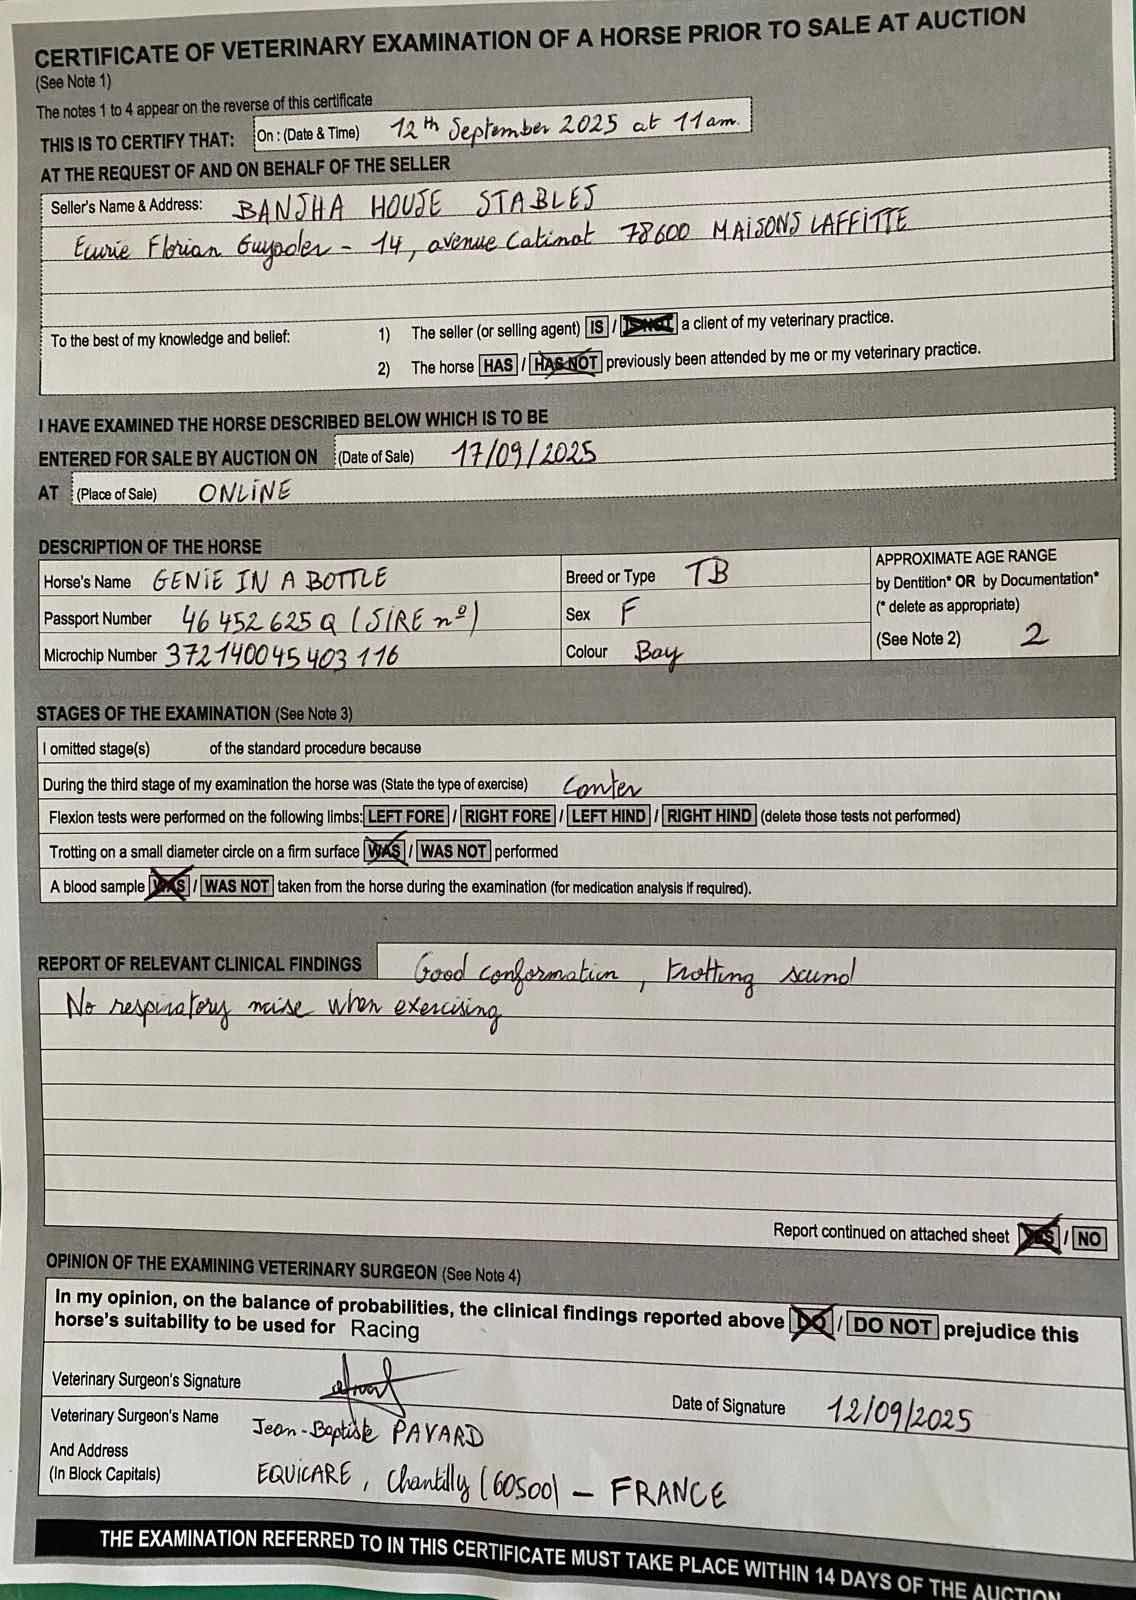 CERTIFICATE OF VETERINARY EXAMINATION OF A HORSE PRIOR TO SALE AT AUCTION
(See Note 1)
The notes 1 to 4 appear on the reverse of this certificate
THIS IS TO CERTIFY THAT: On : (Date & Time) 12th September 2025 at 11am.
AT THE REQUEST OF AND ON BEHALF OF THE SELLER
Seller's Name & Address: BANSHA HOUSE STABLES
Ecurie Florian Guyader - 14, avenue Catinat 78600 MAISONS LAFFITTE
To the best of my knowledge and belief: 1) The seller (or selling agent) IS / IS NOT a client of my veterinary practice.
2) The horse HAS / HAS NOT previously been attended by me or my veterinary practice.
I HAVE EXAMINED THE HORSE DESCRIBED BELOW WHICH IS TO BE
ENTERED FOR SALE BY AUCTION ON (Date of Sale) 17/09/2025
AT (Place of Sale) ONLINE
DESCRIPTION OF THE HORSE
Horse's Name GENIE IN A BOTTLE
Passport Number 46 452 625 Q (SIRE nº)
Microchip Number 372140045403116
Breed or Type TB
Sex F
Colour Bay
APPROXIMATE AGE RANGE
by Dentition* OR by Documentation*
(* delete as appropriate)
(See Note 2) 2
STAGES OF THE EXAMINATION (See Note 3)
I omitted stage(s) of the standard procedure because
During the third stage of my examination the horse was (State the type of exercise) Canter
Flexion tests were performed on the following limbs: LEFT FORE / RIGHT FORE / LEFT HIND / RIGHT HIND (delete those tests not performed)
Trotting on a small diameter circle on a firm surface WAS / WAS NOT performed
A blood sample WAS / WAS NOT taken from the horse during the examination (for medication analysis if required).
REPORT OF RELEVANT CLINICAL FINDINGS Good conformation, trotting sound
No respiratory noise when exercising
Report continued on attached sheet YES / NO
OPINION OF THE EXAMINING VETERINARY SURGEON (See Note 4)
In my opinion, on the balance of probabilities, the clinical findings reported above DO / DO NOT prejudice this
horse's suitability to be used for Racing
Veterinary Surgeon's Signature
Date of Signature 12/09/2025
Veterinary Surgeon's Name Jean-Baptiste PAVARD
And Address
(In Block Capitals) EQUICARE, Chantilly (60500) - FRANCE
THE EXAMINATION REFERRED TO IN THIS CERTIFICATE MUST TAKE PLACE WITHIN 14 DAYS OF THE AUCTION